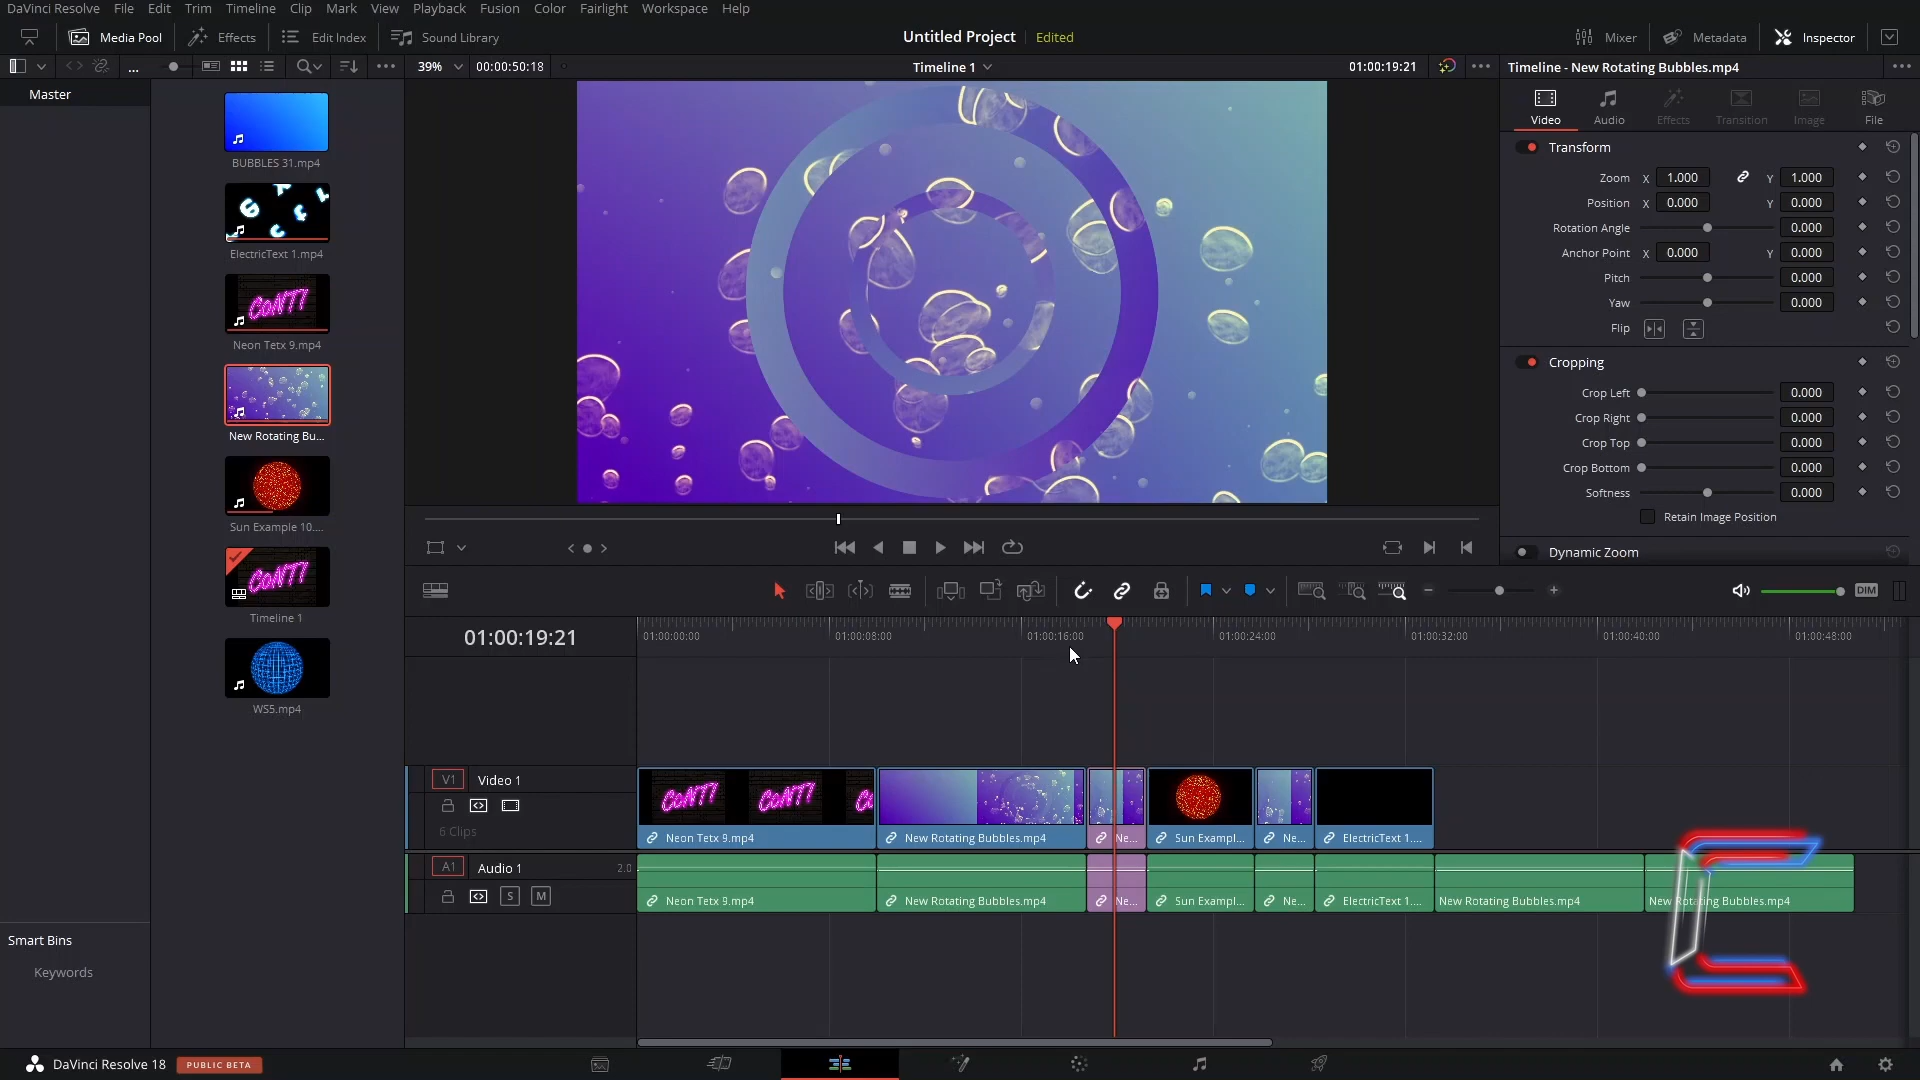 DaVinci Resolve File Edit Trim Timeline Clip Mark View Playback Fusion Color Fairlight Workspace Help
Media Pool Effects Edit Index Sound Library Untitled Project Edited Mixer Metadata Inspector
... 39% 00:00:50:18 Timeline 1 01:00:19:21 Timeline - New Rotating Bubbles.mp4
Master
BUBBLES 31.mp4
ElectricText 1.mp4
CONT7
Neon Tetx 9.mp4
New Rotating Bu...
Sun Example 10....
CONT7
Timeline 1
WS5.mp4
Smart Bins
Keywords
Video Audio Effects Transition Image File
Transform
Zoom X 1.000 Y 1.000
Position X 0.000 Y 0.000
Rotation Angle 0.000
Anchor Point X 0.000 Y 0.000
Pitch 0.000
Yaw 0.000
Flip
Cropping
Crop Left 0.000
Crop Right 0.000
Crop Top 0.000
Crop Bottom 0.000
Softness 0.000
Retain Image Position
Dynamic Zoom
DIM
01:00:19:21 01:00:00:00 01:00:08:00 01:00:16:00 01:00:24:00 01:00:32:00 01:00:40:00 01:00:48:00
V1 Video 1
6 Clips
CONT7 CONT7
Neon Tetx 9.mp4 New Rotating Bubbles.mp4 Ne... Sun Exampl... Ne... ElectricText 1....
A1 Audio 1 2.0
S M
Neon Tetx 9.mp4 New Rotating Bubbles.mp4 Ne... Sun Exampl... Ne... ElectricText 1.... New Rotating Bubbles.mp4 New Rotating Bubbles.mp4
DaVinci Resolve 18 PUBLIC BETA